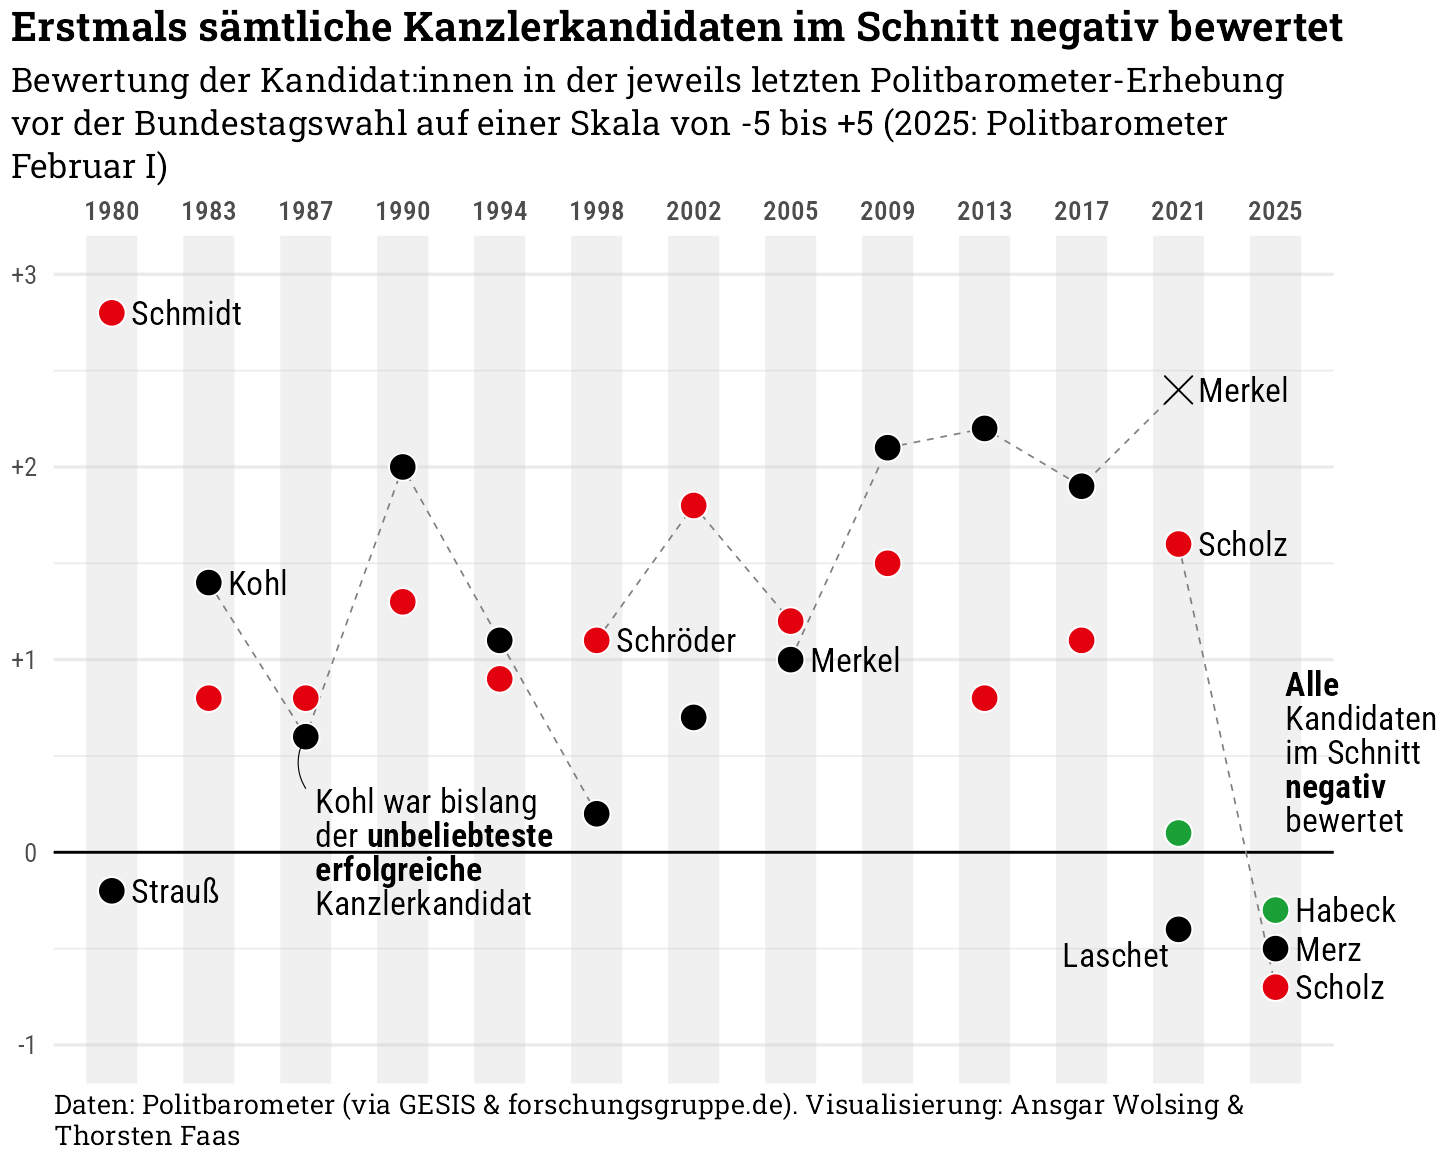 Erstmals sämtliche Kanzlerkandidaten im Schnitt negativ bewertet
Bewertung der Kandidat:innen in der jeweils letzten Politbarometer-Erhebung
vor der Bundestagswahl auf einer Skala von -5 bis +5 (2025: Politbarometer
Februar I)
1980 1983 1987 1990 1994 1998 2002 2005 2009 2013 2017 2021 2025
+3
Schmidt
Merkel
+2
Scholz
Kohl
Schröder
+1
Merkel
Alle
Kandidaten
im Schnitt
negativ
bewertet
Kohl war bislang
der unbeliebteste
erfolgreiche
Kanzlerkandidat
0
Strauß
Habeck
Laschet
Merz
Scholz
-1
Daten: Politbarometer (via GESIS & forschungsgruppe.de). Visualisierung: Ansgar Wolsing &
Thorsten Faas